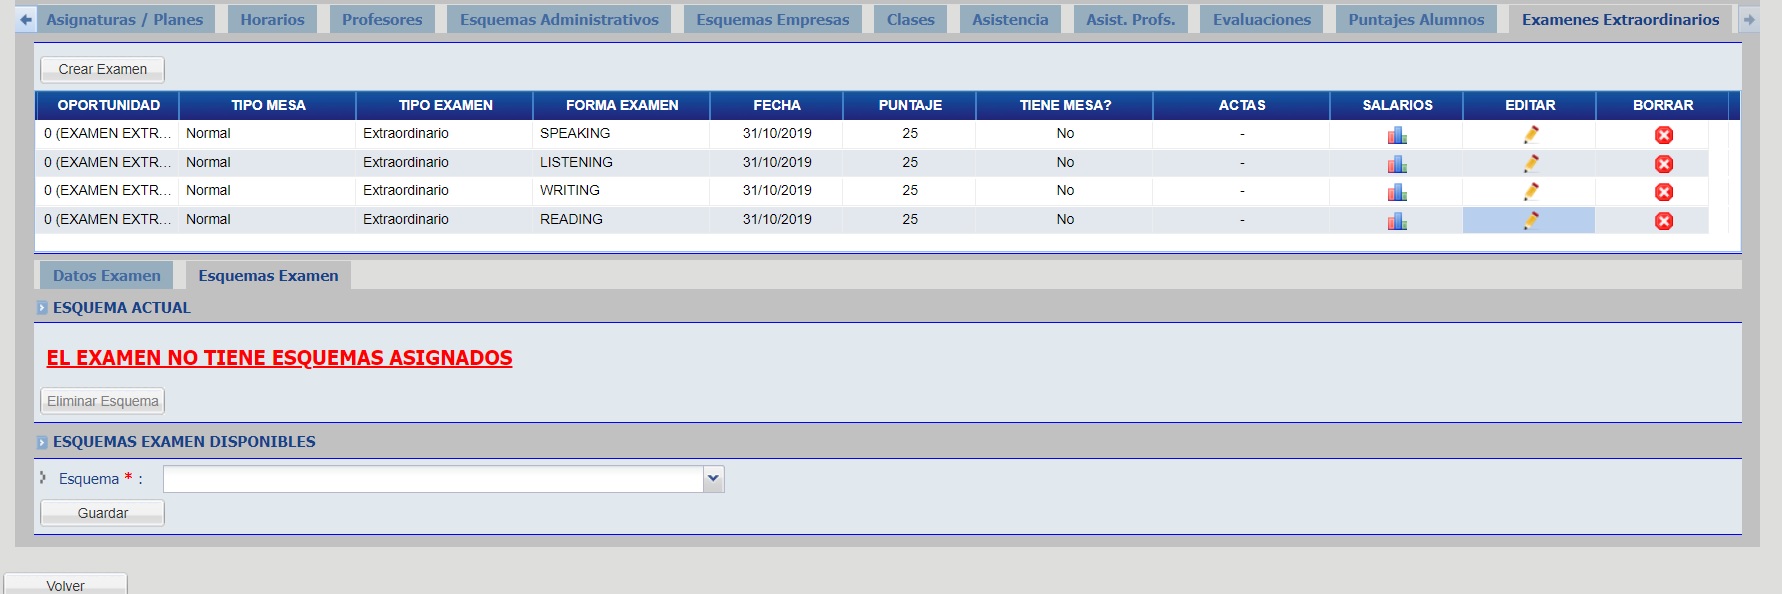 Asignaturas / Planes Horarios Profesores Esquemas Administrativos Esquemas Empresas Clases Asistencia Asist. Profs. Evaluaciones Puntajes Alumnos Examenes Extraordinarios
Crear Examen
OPORTUNIDAD TIPO MESA TIPO EXAMEN FORMA EXAMEN FECHA PUNTAJE TIENE MESA? ACTAS SALARIOS EDITAR BORRAR
0 (EXAMEN EXTR... Normal Extraordinario SPEAKING 31/10/2019 25 No -
0 (EXAMEN EXTR... Normal Extraordinario LISTENING 31/10/2019 25 No -
0 (EXAMEN EXTR... Normal Extraordinario WRITING 31/10/2019 25 No -
0 (EXAMEN EXTR... Normal Extraordinario READING 31/10/2019 25 No -
Datos Examen Esquemas Examen
ESQUEMA ACTUAL
EL EXAMEN NO TIENE ESQUEMAS ASIGNADOS
Eliminar Esquema
ESQUEMAS EXAMEN DISPONIBLES
Esquema * :
Guardar
Volver